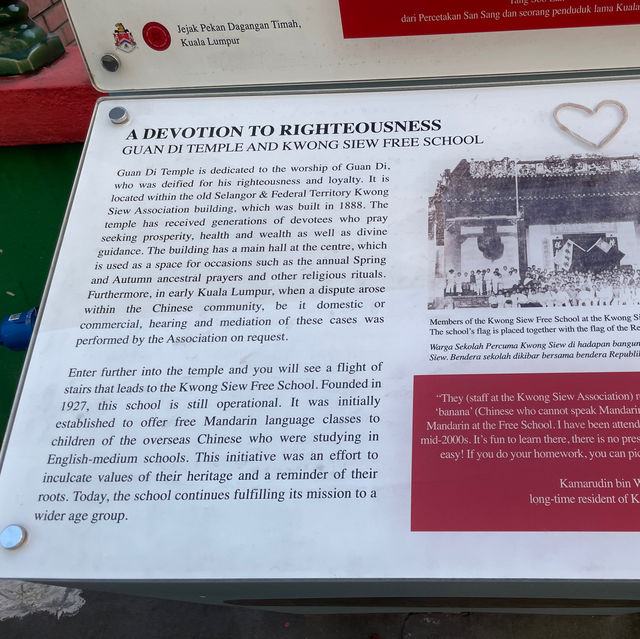 Jejak Pekan Dagangan Timah,
Kuala Lumpur
dari Percetakan San Sang dan seorang penduduk lama Kuala
A DEVOTION TO RIGHTEOUSNESS
GUAN DI TEMPLE AND KWONG SIEW FREE SCHOOL
Guan Di Temple is dedicated to the worship of Guan Di,
who was deified for his righteousness and loyalty. It is
located within the old Selangor & Federal Territory Kwong
Siew Association building, which was built in 1888. The
temple has received generations of devotees who pray
seeking prosperity, health and wealth as well as divine
guidance. The building has a main hall at the centre, which
is used as a space for occasions such as the annual Spring
and Autumn ancestral prayers and other religious rituals.
Furthermore, in early Kuala Lumpur, when a dispute arose
within the Chinese community, be it domestic or
commercial, hearing and mediation of these cases was
performed by the Association on request.
Enter further into the temple and you will see a flight of
stairs that leads to the Kwong Siew Free School. Founded in
1927, this school is still operational. It was initially
established to offer free Mandarin language classes to
children of the overseas Chinese who were studying in
English-medium schools. This initiative was an effort to
inculcate values of their heritage and a reminder of their
roots. Today, the school continues fulfilling its mission to a
wider age group.
Members of the Kwong Siew Free School at the Kwong Si
The school's flag is placed together with the flag of the Re
Warga Sekolah Percuma Kwong Siew di hadapan bangun
Siew. Bendera sekolah dikibar bersama bendera Republi
"They (staff at the Kwong Siew Association) r
'banana' (Chinese who cannot speak Mandari
Mandarin at the Free School. I have been attend
mid-2000s. It's fun to learn there, there is no pres
easy! If you do your homework, you can pi
Kamarudin bin W
long-time resident of K